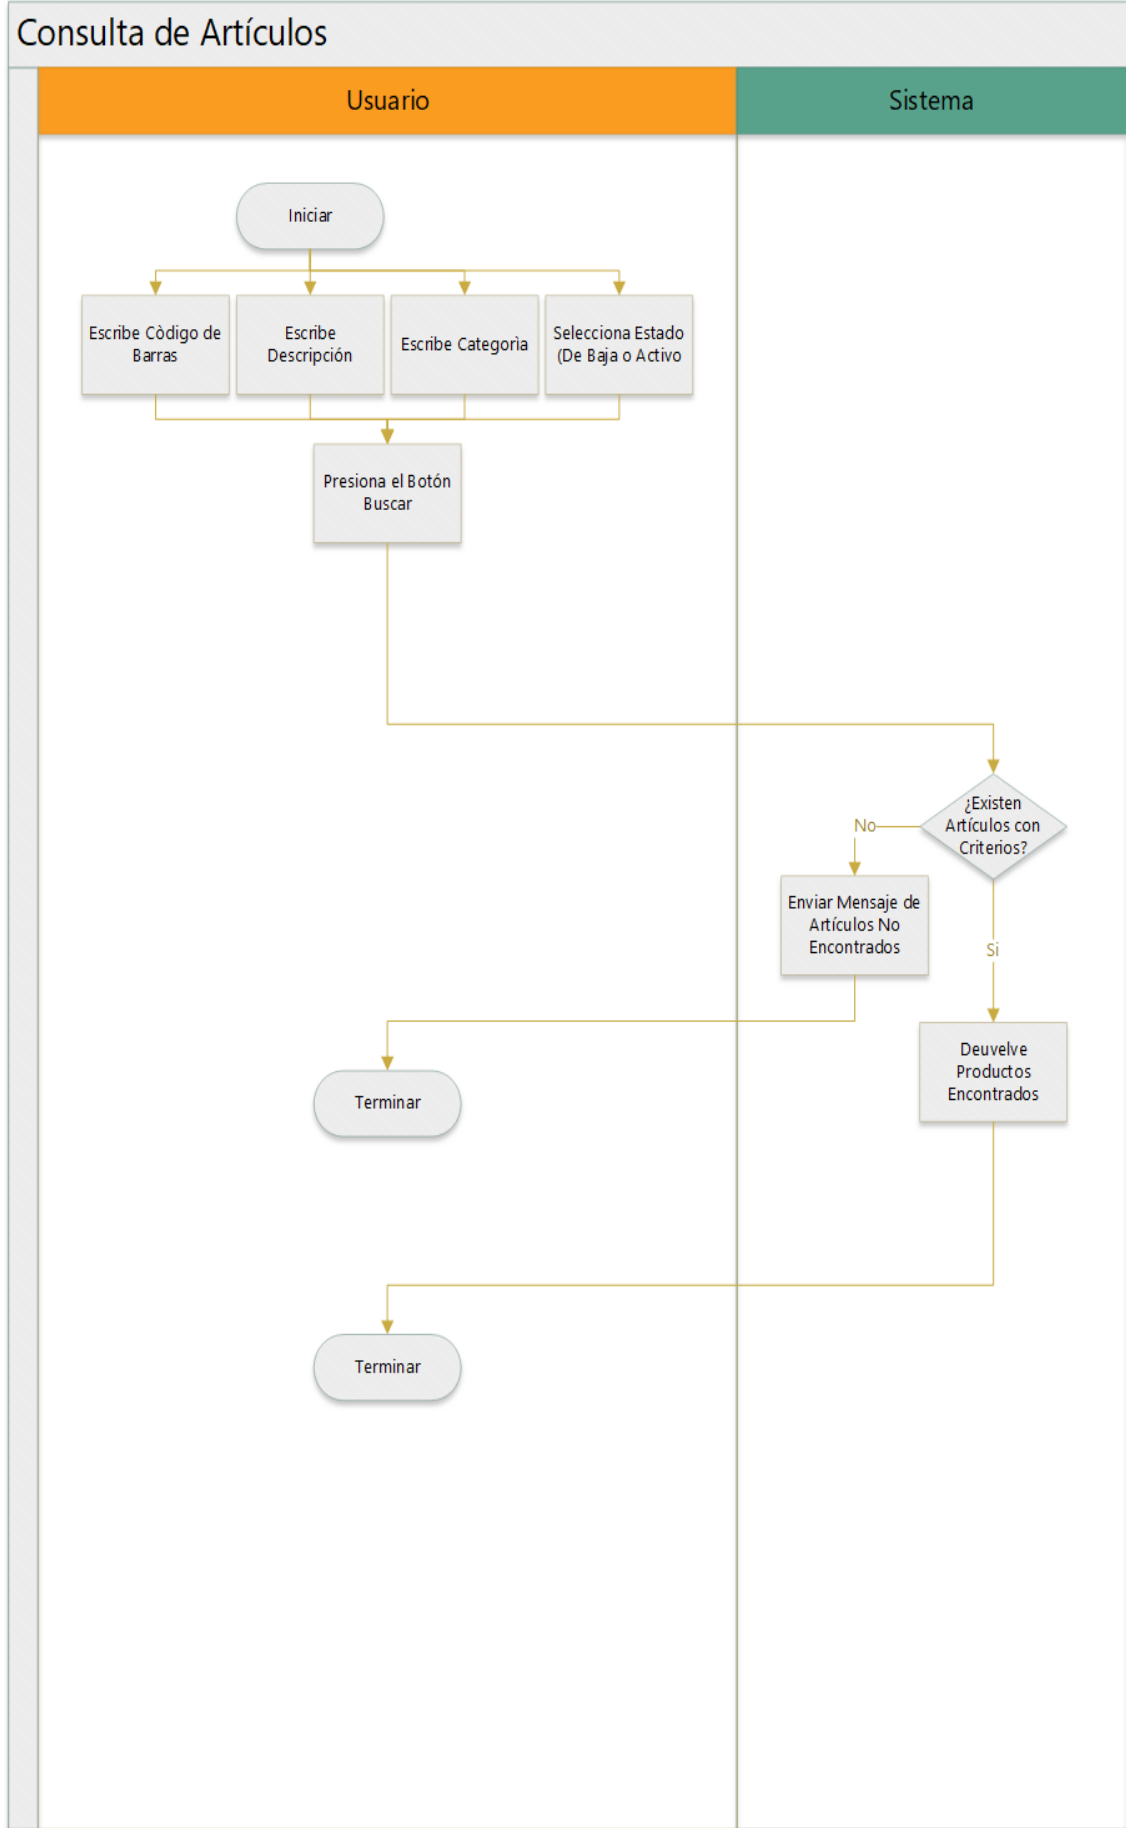 Consulta de Artículos
Usuario
Sistema
Iniciar
Escribe Còdigo de
Barras
Escribe
Descripción
Escribe Categorìa
Selecciona Estado
(De Baja o Activo
Presiona el Botón
Buscar
¿Existen
Artículos con
Criterios?
No
Enviar Mensaje de
Artículos No
Encontrados
Si
Deuvelve
Productos
Encontrados
Terminar
Terminar